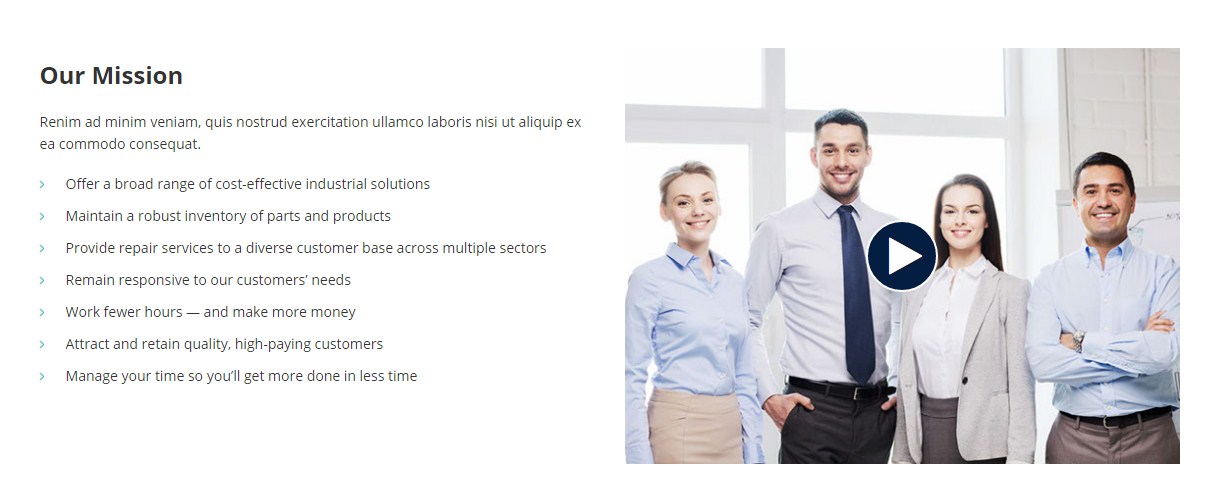 Our Mission
Renim ad minim veniam, quis nostrud exercitation ullamco laboris nisi ut aliquip ex
ea commodo consequat.
Offer a broad range of cost-effective industrial solutions
Maintain a robust inventory of parts and products
Provide repair services to a diverse customer base across multiple sectors
Remain responsive to our customers’ needs
Work fewer hours — and make more money
Attract and retain quality, high-paying customers
Manage your time so you’ll get more done in less time